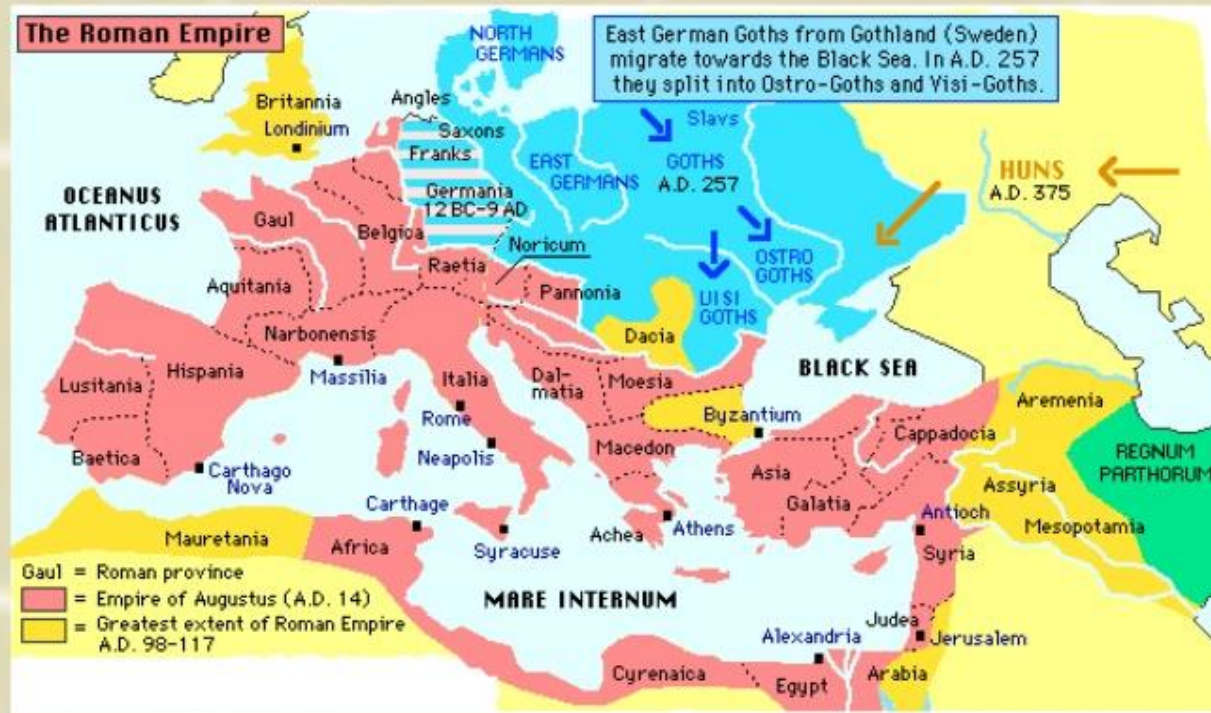 The Roman Empire
East German Goths from Gothland (Sweden)
migrate towards the Black Sea. In A.D. 257
they split into Ostro-Goths and Visi-Goths.
NORTH
GERMANS
Britannia
Londinium
Angles
Saxons
Franks
Slavs
EAST
GERMANS
GOTHS
A.D. 257
HUNS
A.D. 375
OCEANUS
ATLANTICUS
Germania
12 BC-9 AD
Gaul
Belgica
Noricum
Raetia
Pannonia
OSTRO
GOTHS
UISI
GOTHS
Aquitania
Narbonensis
Dacia
Massilia
Lusitania
Hispania
Italia
Dal-
matia
Moesia
BLACK SEA
Rome
Byzantium
Aremenia
Baetica
Carthago
Nova
Neapolis
Macedon
Cappadocia
REGNUM
PARTHORUM
Asia
Galatia
Assyria
Carthage
Antioch
Mesopotamia
Mauretania
Africa
Syracuse
Achea
Athens
Syria
Gaul = Roman province
= Empire of Augustus (A.D. 14)
= Greatest extent of Roman Empire
A.D. 98-117
MARE INTERNUM
Alexandria
Judea
Jerusalem
Cyrenaica
Egypt
Arabia